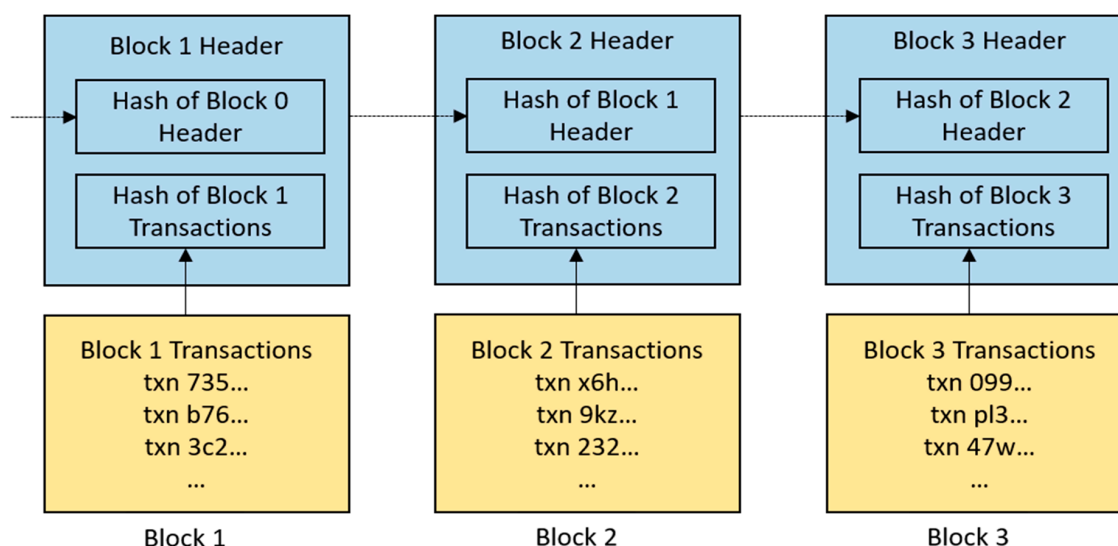 Block 1 Header
Hash of Block 0
Header
Hash of Block 1
Transactions
Block 1 Transactions
txn 735...
txn b76...
txn 3c2...
...
Block 1
Block 2 Header
Hash of Block 1
Header
Hash of Block 2
Transactions
Block 2 Transactions
txn x6h...
txn 9kz...
txn 232...
...
Block 2
Block 3 Header
Hash of Block 2
Header
Hash of Block 3
Transactions
Block 3 Transactions
txn 099...
txn pl3...
txn 47w...
...
Block 3